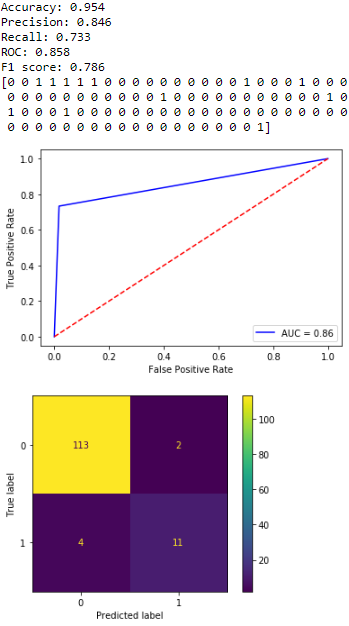 Accuracy: 0.954
Precision: 0.846
Recall: 0.733
ROC: 0.858
F1 score: 0.786
[0 0 1 1 1 1 1 0 0 0 0 0 0 0 0 0 0 1 0 0 0 1 0 0 0
0 0 0 0 0 0 0 0 0 0 0 1 0 0 0 0 0 0 0 0 0 0 0 1 0
1 0 0 0 1 0 0 0 0 0 0 0 0 0 0 0 0 0 0 0 0 0 0 0 0
0 0 0 0 0 0 0 0 0 0 0 0 0 0 0 0 0 0 1]
1.0
0.8
0.6
0.4
0.2
0.0
True Positive Rate
AUC = 0.86
0.0 0.2 0.4 0.6 0.8 1.0
False Positive Rate
0
1
True label
113 2
4 11
100
80
60
40
20
0 1
Predicted label